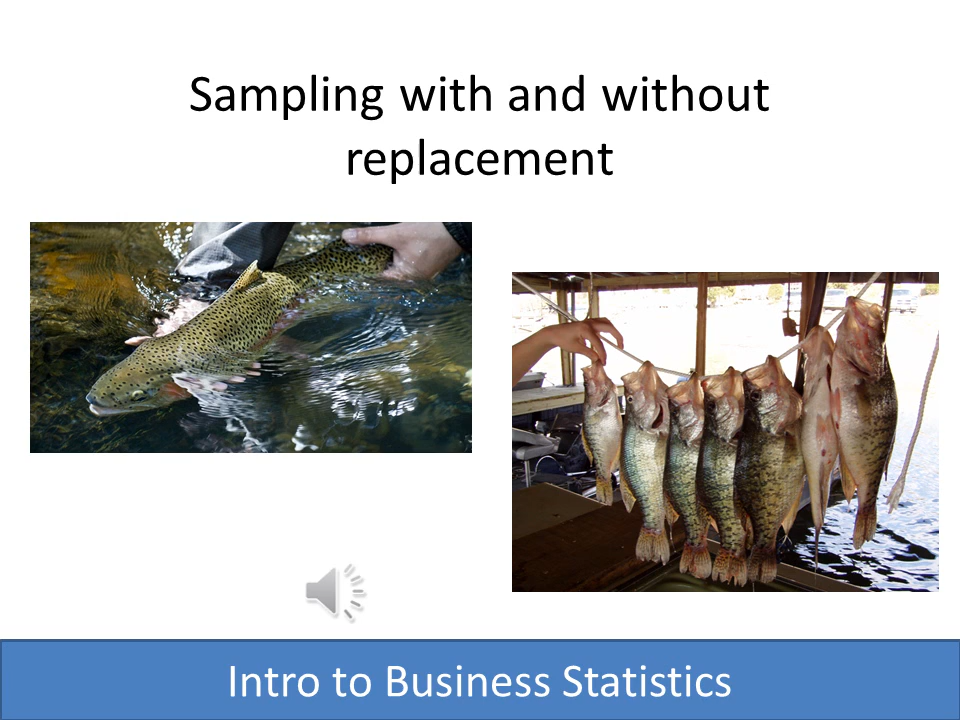 Sampling with and without
replacement
Intro to Business Statistics